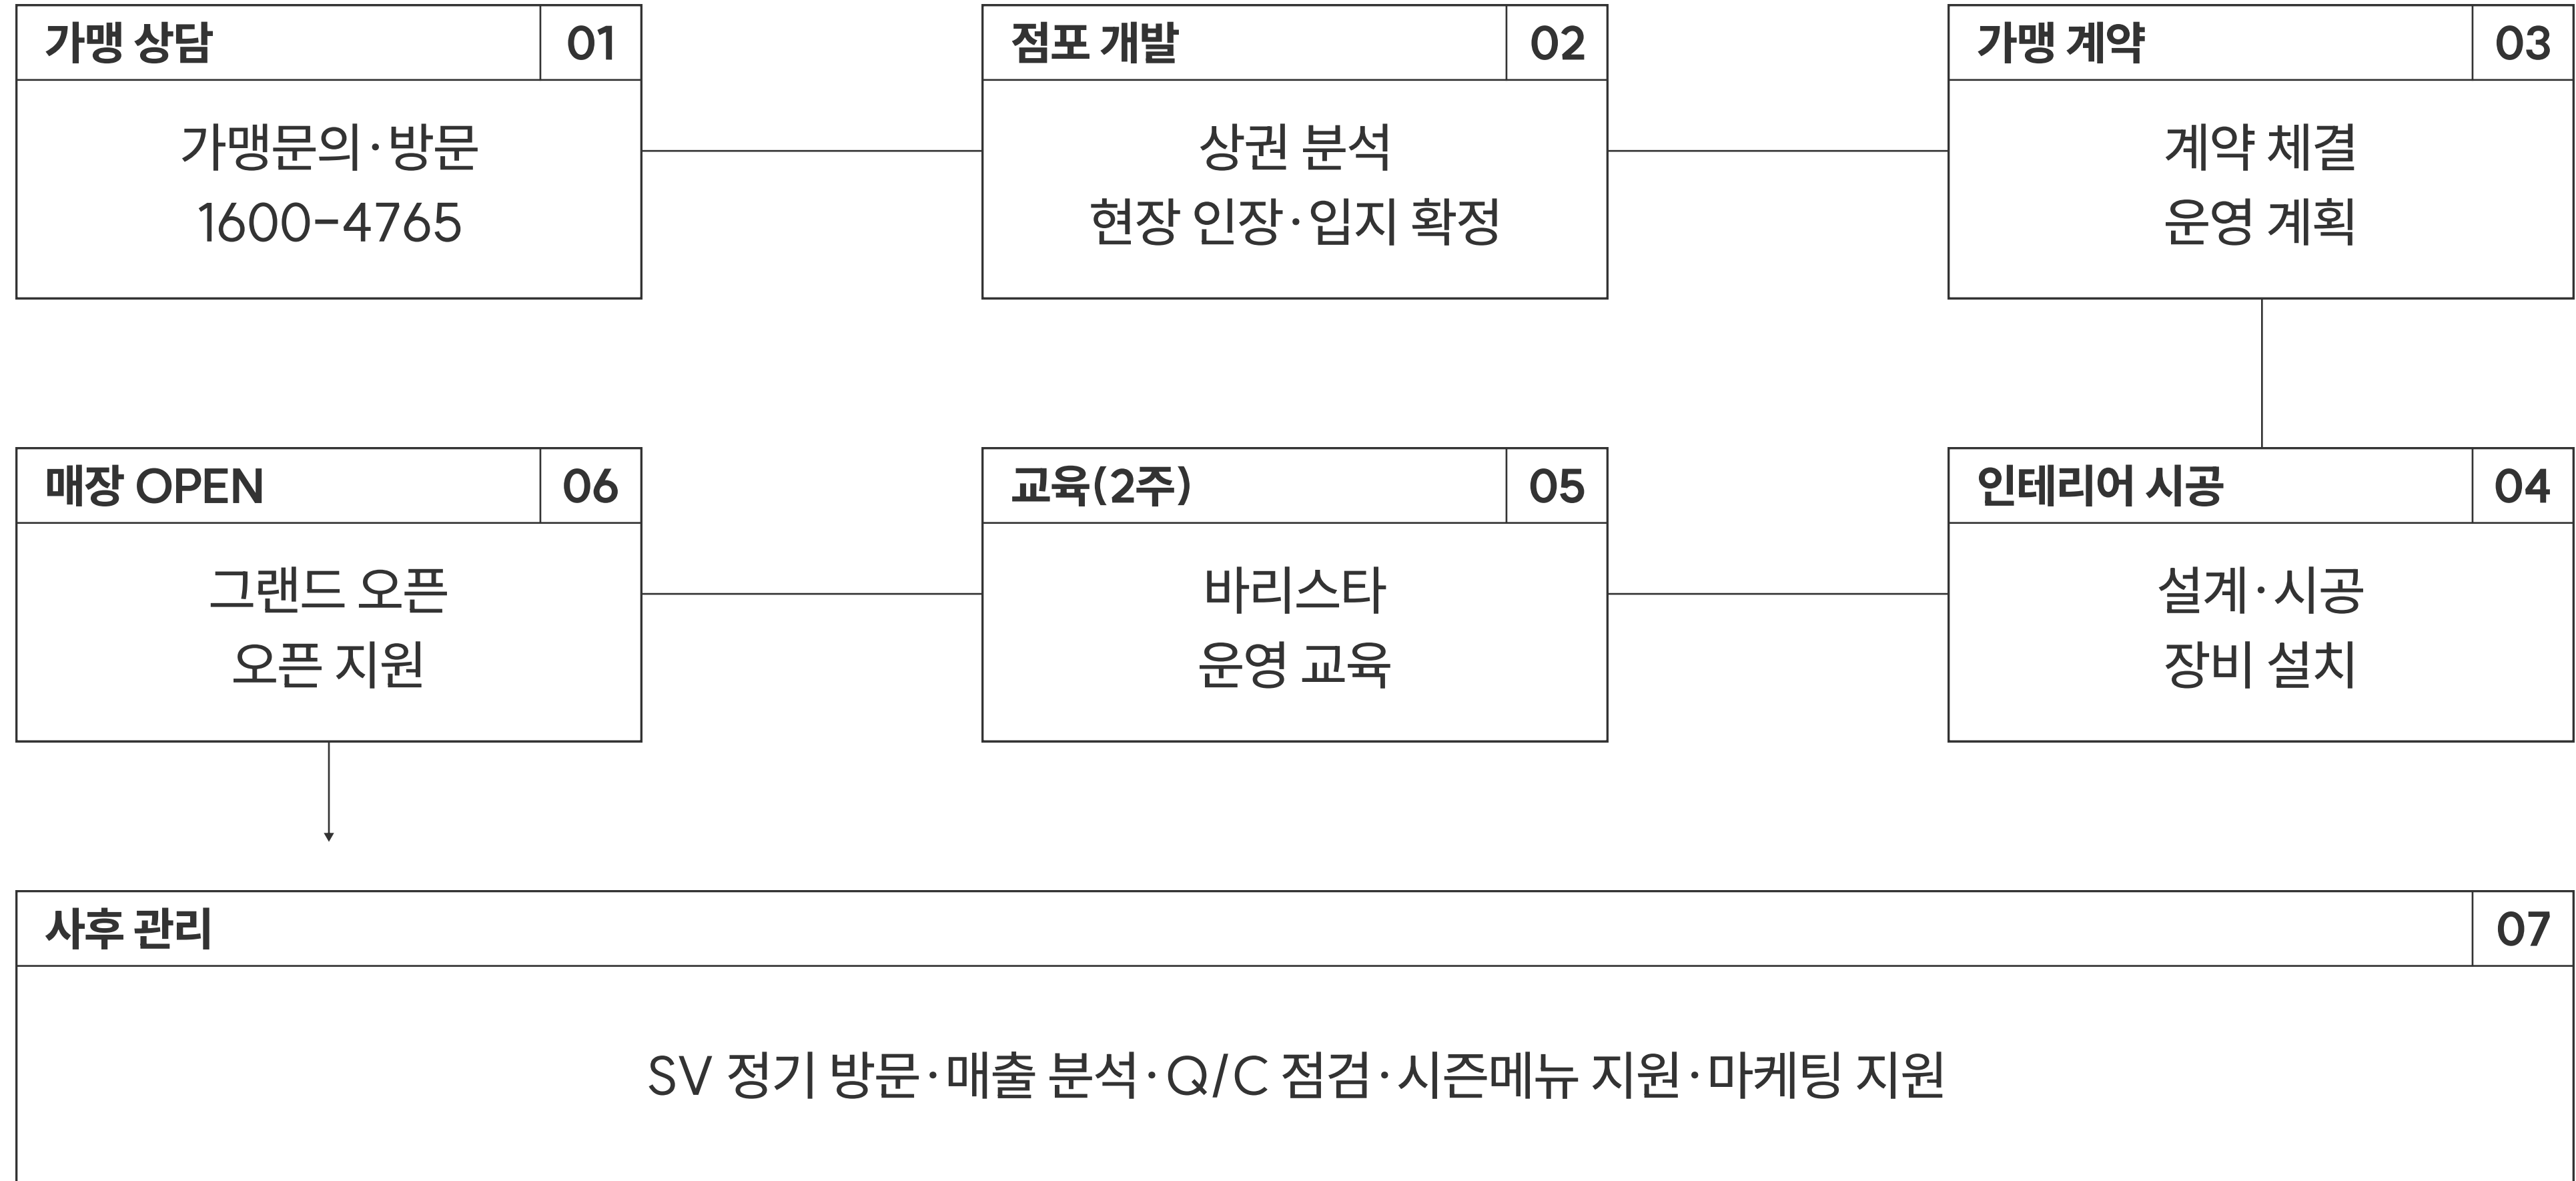 가맹 상담 01
가맹문의·방문
1600-4765
점포 개발 02
상권 분석
현장 인장·입지 확정
가맹 계약 03
계약 체결
운영 계획
인테리어 시공 04
설계·시공
장비 설치
교육(2주) 05
바리스타
운영 교육
매장 OPEN 06
그랜드 오픈
오픈 지원
사후 관리 07
SV 정기 방문·매출 분석·Q/C 점검·시즌메뉴 지원·마케팅 지원